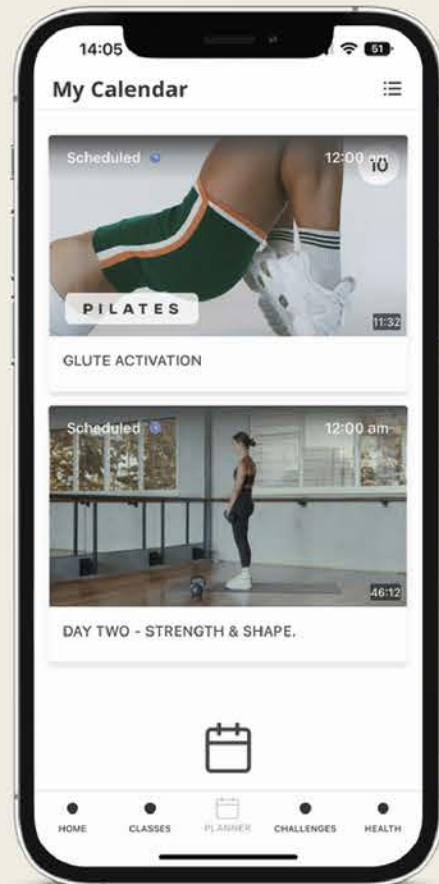 14:05
51
My Calendar
Scheduled
12:00 am
10
PILATES
11:32
GLUTE ACTIVATION
Scheduled
12:00 am
46:12
DAY TWO - STRENGTH & SHAPE.
HOME
CLASSES
PLANNER
CHALLENGES
HEALTH